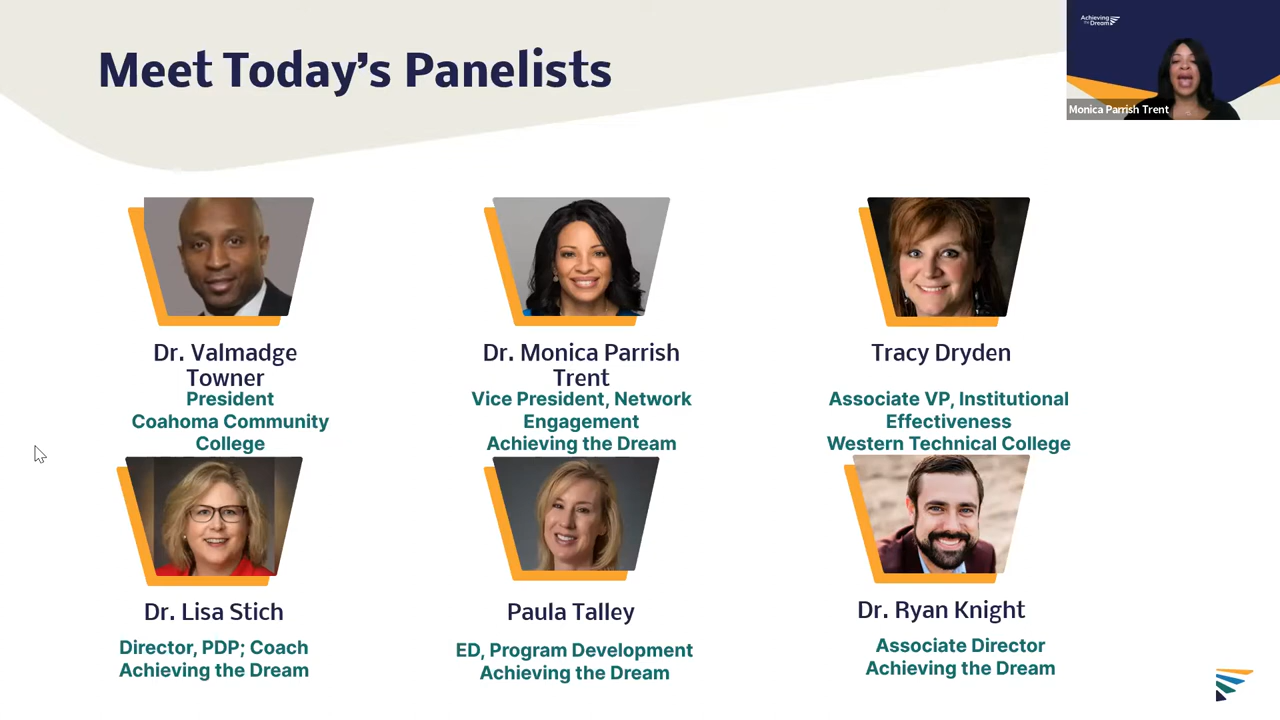 Meet Today's Panelists
Achieving
the Dream
Monica Parrish Trent
Dr. Valmadge
Towner
President
Coahoma Community
College
Dr. Monica Parrish
Trent
Vice President, Network
Engagement
Achieving the Dream
Tracy Dryden
Associate VP, Institutional
Effectiveness
Western Technical College
Dr. Lisa Stich
Director, PDP; Coach
Achieving the Dream
Paula Talley
ED, Program Development
Achieving the Dream
Dr. Ryan Knight
Associate Director
Achieving the Dream